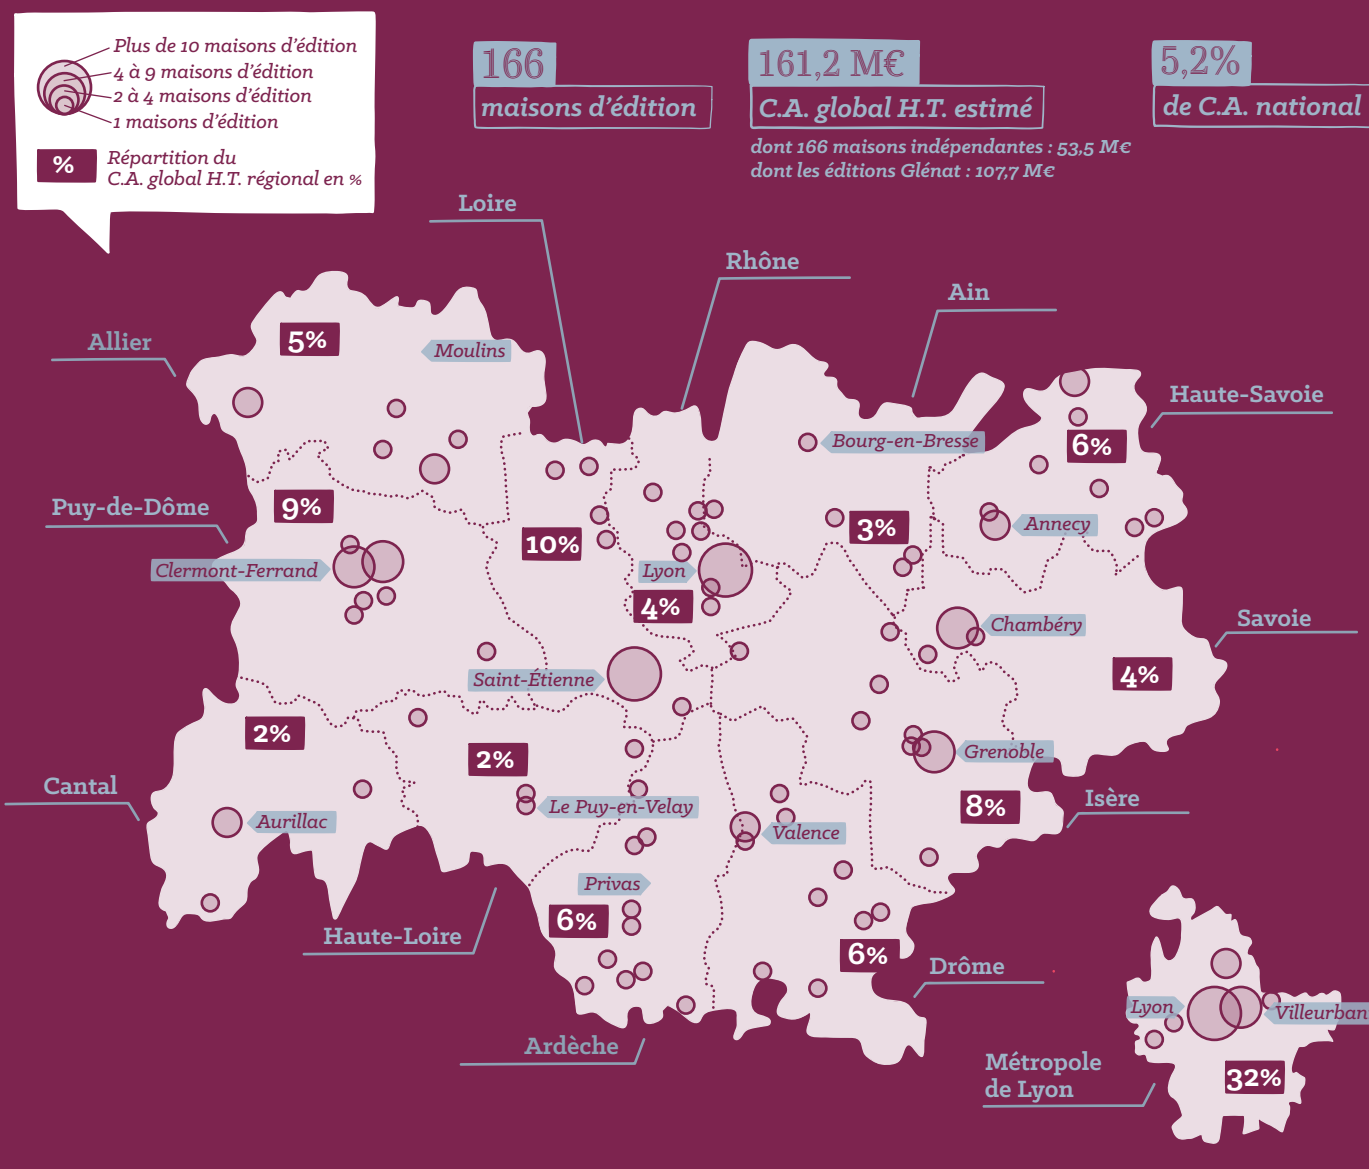 Plus de 10 maisons d'édition
4 à 9 maisons d'édition
2 à 4 maisons d'édition
1 maisons d'édition
%
Répartition du
C.A. global H.T. régional en %
166
maisons d'édition
161,2 M€
C.A. global H.T. estimé
dont 166 maisons indépendantes : 53,5 M€
dont les éditions Glénat : 107,7 M€
5,2%
de C.A. national
Loire
Rhône
Ain
Allier
5%
Moulins
Haute-Savoie
Bourg-en-Bresse
6%
Puy-de-Dôme
9%
10%
3%
Annecy
Clermont-Ferrand
Lyon
4%
Chambéry
Savoie
Saint-Étienne
4%
2%
2%
Grenoble
Cantal
Le Puy-en-Velay
8%
Isère
Aurillac
Valence
Privas
6%
Haute-Loire
6%
Drôme
Ardèche
Lyon
Villeurban
Métropole
de Lyon
32%